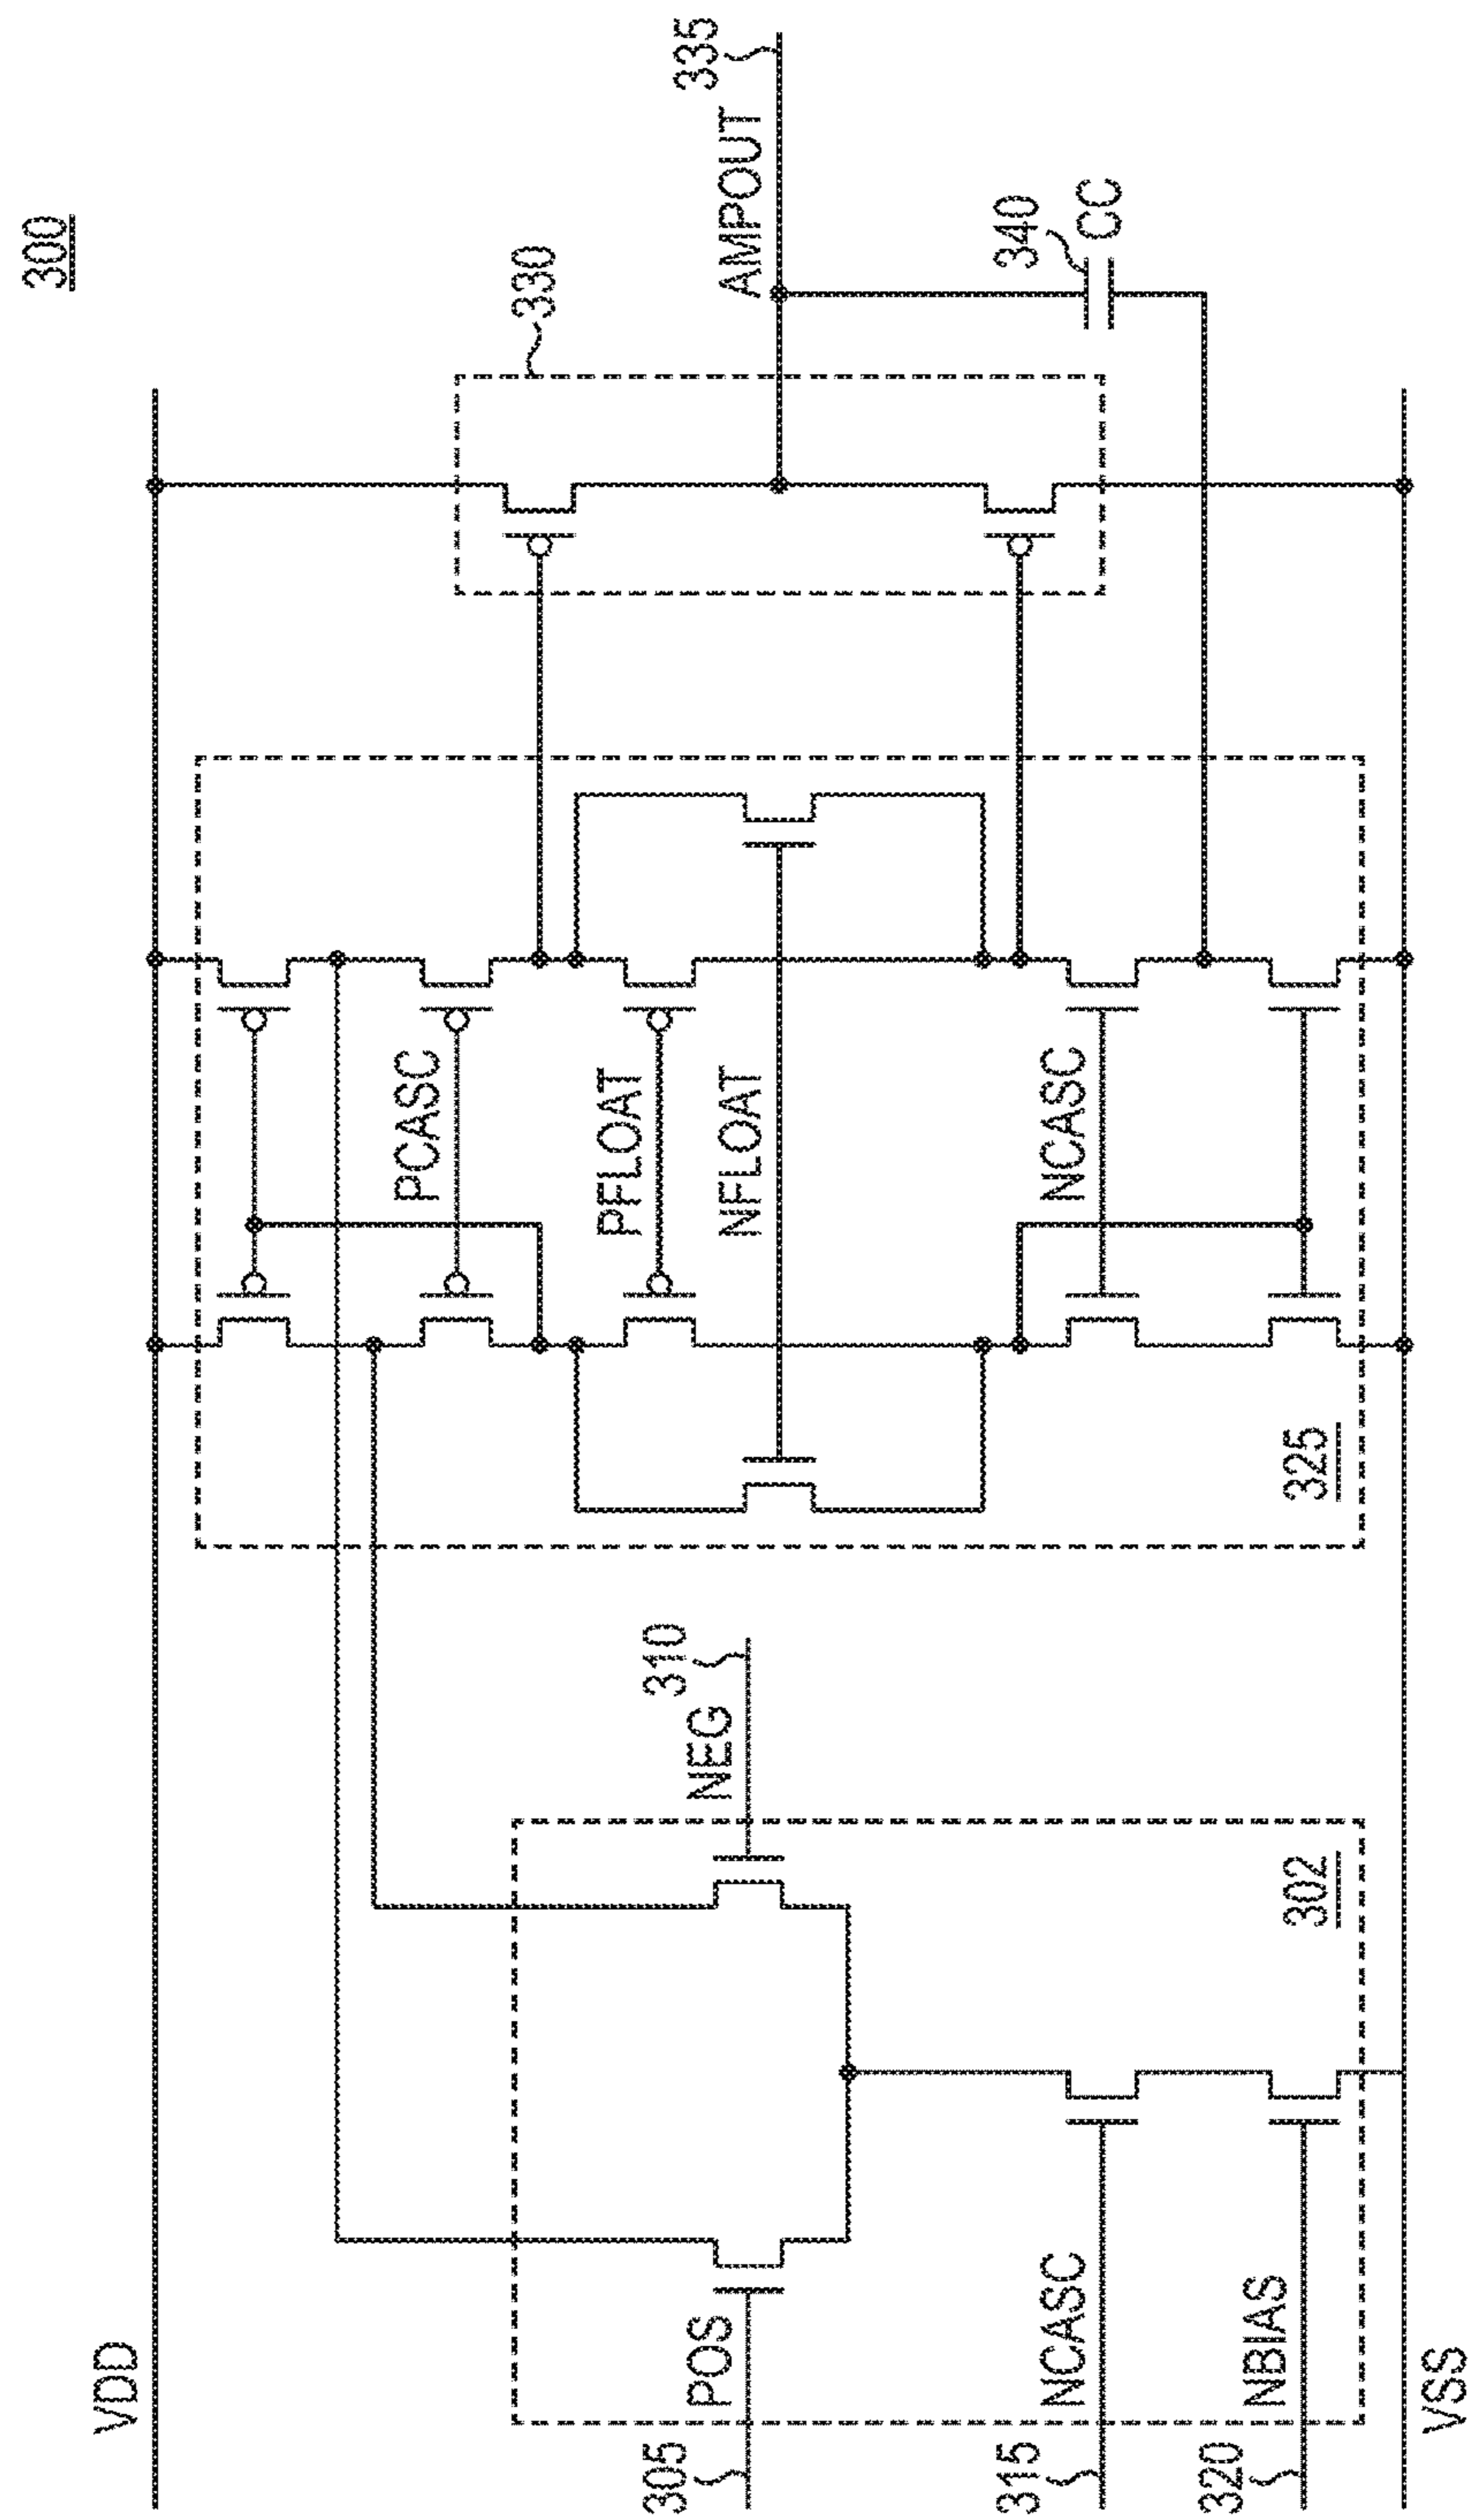 300
VDD
305
POS
315
NCASC
320
NBIAS
VSS
302
NEG
310
325
PCASC
PFLOAT
NFLOAT
NCASC
330
AMPOUT
335
340
CC